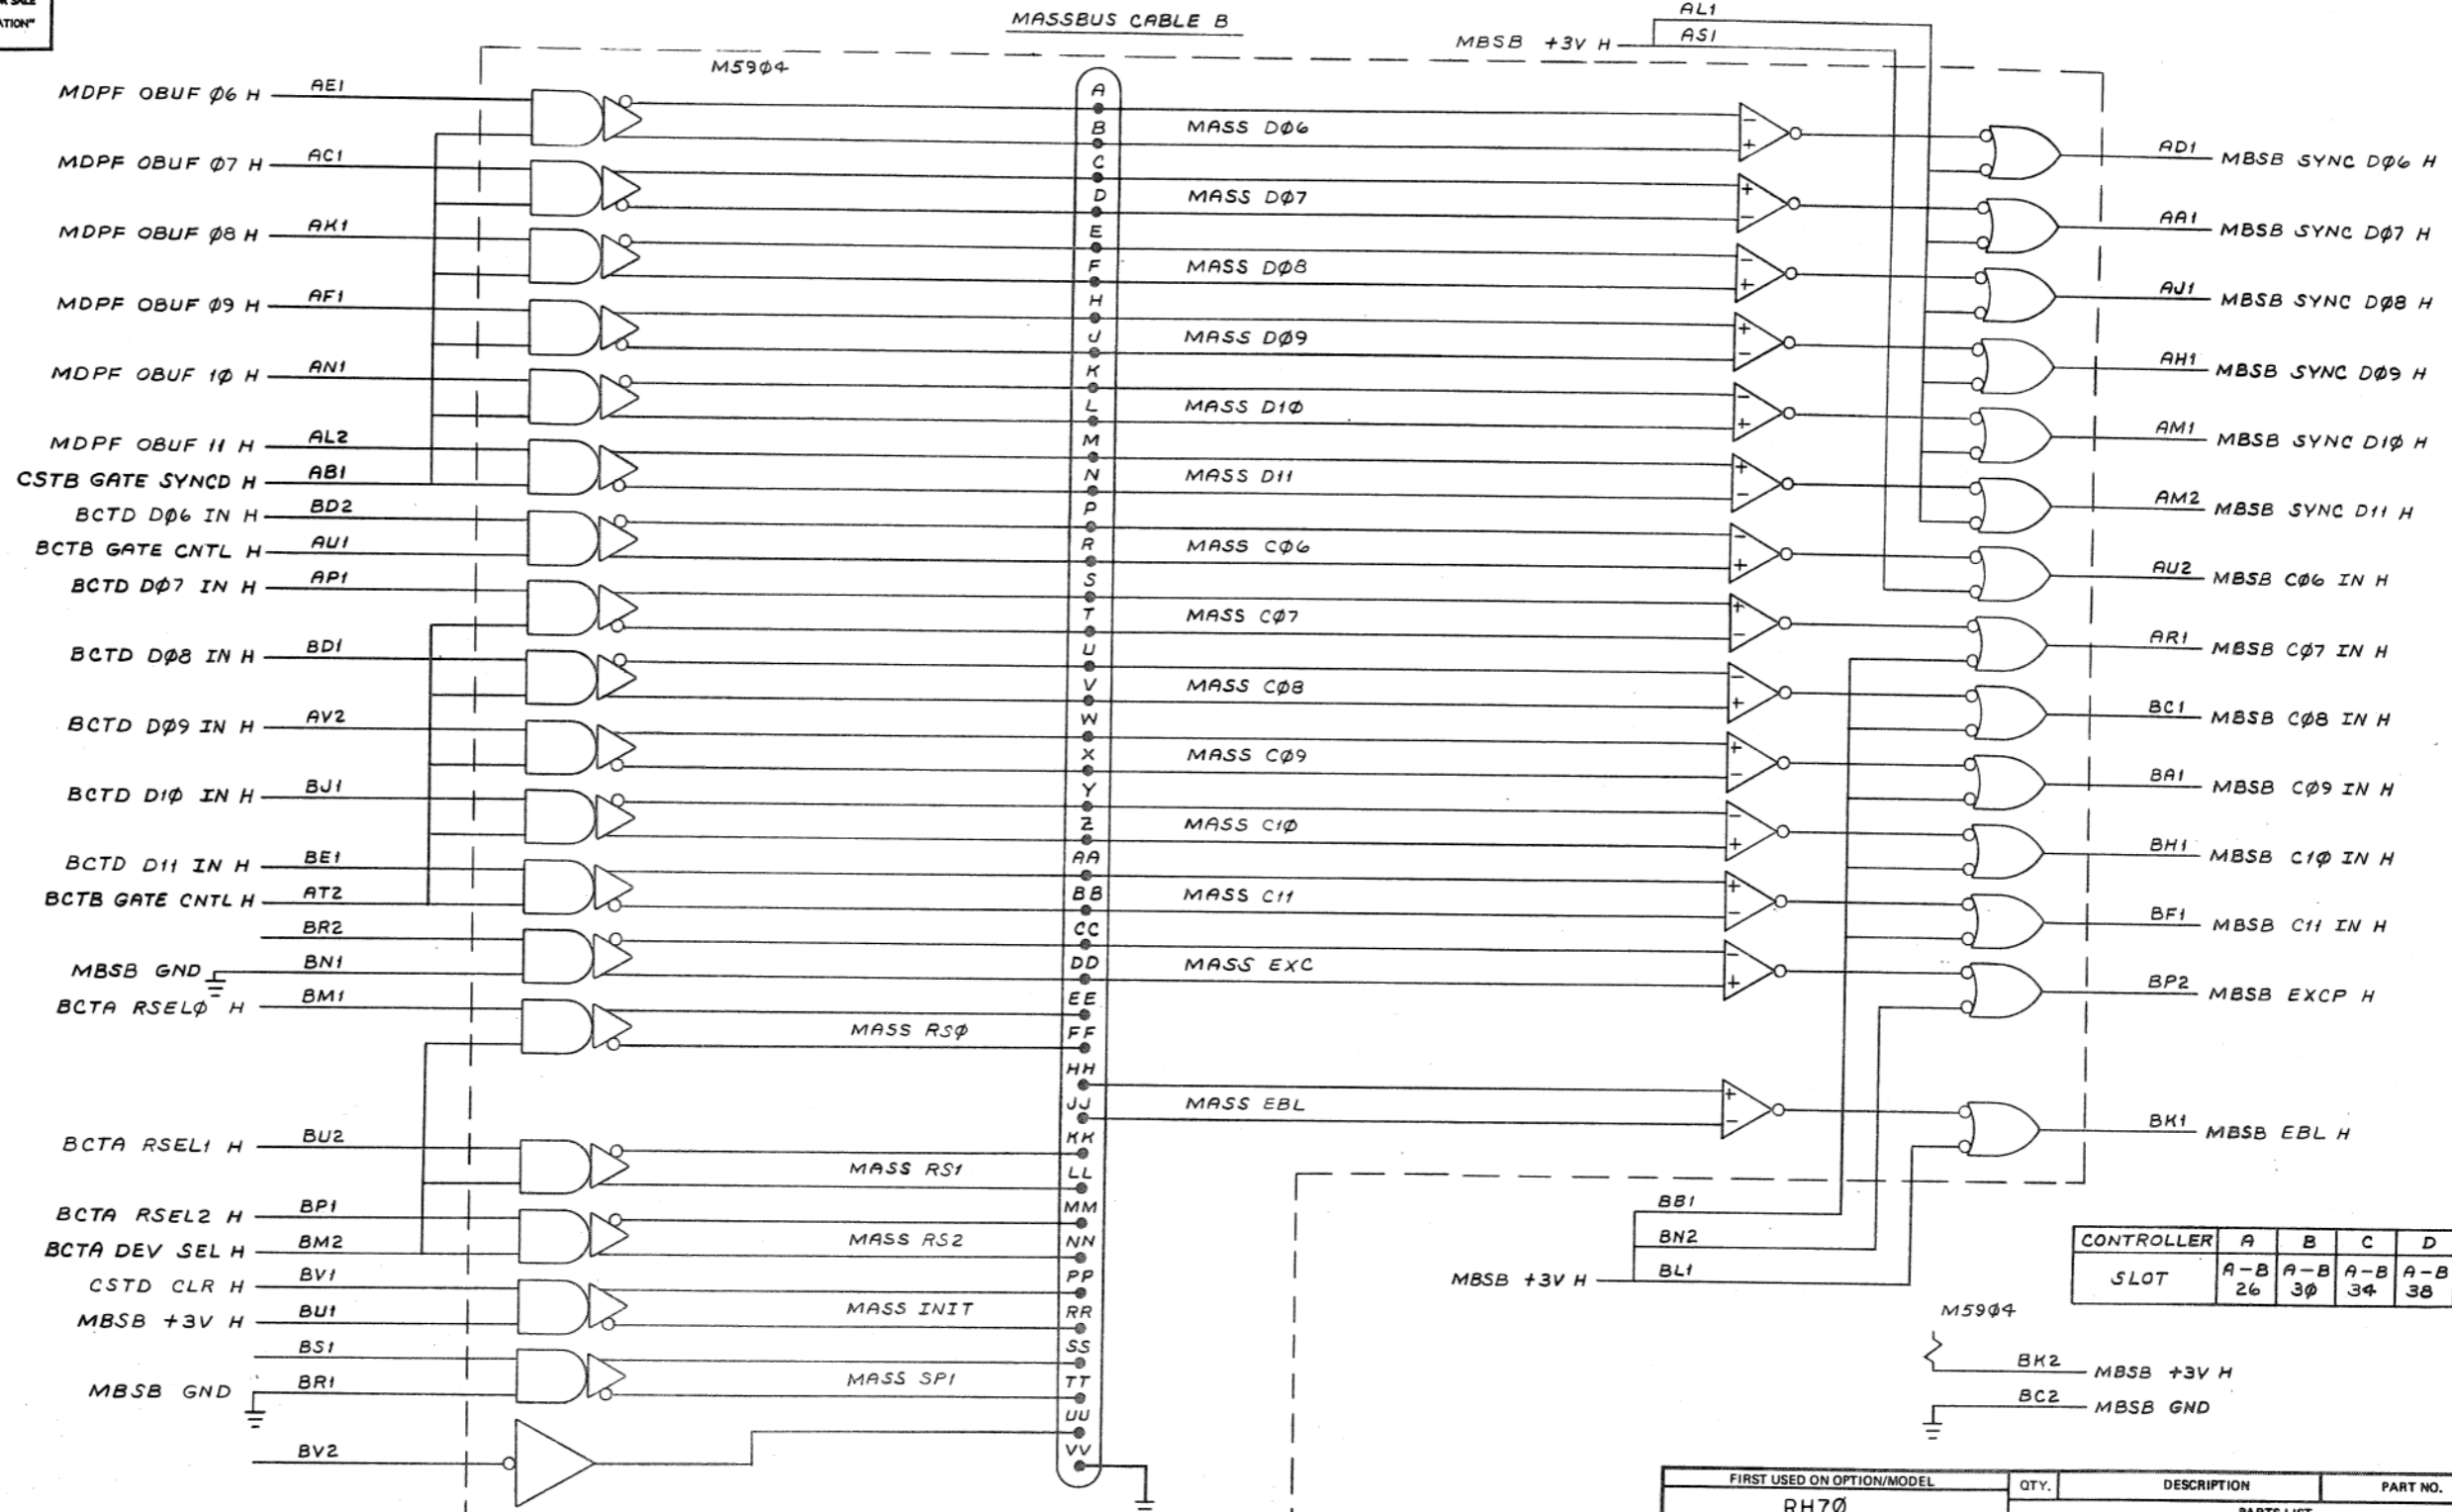 ATION"
MASSBUS CABLE B
M5904
MBSB +3V H
AL1
AS1
MDPF OBUF Ø6 H AE1
MDPF OBUF Ø7 H AC1
MDPF OBUF Ø8 H AK1
MDPF OBUF Ø9 H AF1
MDPF OBUF 1Ø H AN1
MDPF OBUF 11 H AL2
CSTB GATE SYNCD H AB1
BCTD DØ6 IN H BD2
BCTB GATE CNTL H AU1
BCTD DØ7 IN H AP1
BCTD DØ8 IN H BD1
BCTD DØ9 IN H AV2
BCTD D1Ø IN H BJ1
BCTD D11 IN H BE1
BCTB GATE CNTL H AT2
BR2
MBSB GND BN1
BCTA RSELØ H BM1
BCTA RSEL1 H BU2
BCTA RSEL2 H BP1
BCTA DEV SEL H BM2
CSTD CLR H BV1
MBSB +3V H BU1
BS1
MBSB GND BR1
BV2
A
B
C
D
E
F
H
J
K
L
M
N
P
R
S
T
U
V
W
X
Y
Z
AA
BB
CC
DD
EE
FF
HH
JJ
KK
LL
MM
NN
PP
RR
SS
TT
UU
VV
MASS DØ6
MASS DØ7
MASS DØ8
MASS DØ9
MASS D1Ø
MASS D11
MASS CØ6
MASS CØ7
MASS CØ8
MASS CØ9
MASS C1Ø
MASS C11
MASS EXC
MASS RSØ
MASS EBL
MASS RS1
MASS RS2
MASS INIT
MASS SP1
AD1 MBSB SYNC DØ6 H
AA1 MBSB SYNC DØ7 H
AJ1 MBSB SYNC DØ8 H
AH1 MBSB SYNC DØ9 H
AM1 MBSB SYNC D1Ø H
AM2 MBSB SYNC D11 H
AU2 MBSB CØ6 IN H
AR1 MBSB CØ7 IN H
BC1 MBSB CØ8 IN H
BA1 MBSB CØ9 IN H
BH1 MBSB C1Ø IN H
BF1 MBSB C11 IN H
BP2 MBSB EXCP H
BK1 MBSB EBL H
BB1
BN2
MBSB +3V H BL1
CONTROLLER A B C D
SLOT A-B 26 A-B 3Ø A-B 34 A-B 38
M59Ø4
BK2 MBSB +3V H
BC2 MBSB GND
FIRST USED ON OPTION/MODEL QTY. DESCRIPTION PART NO.
RH7Ø
PARTS LIST